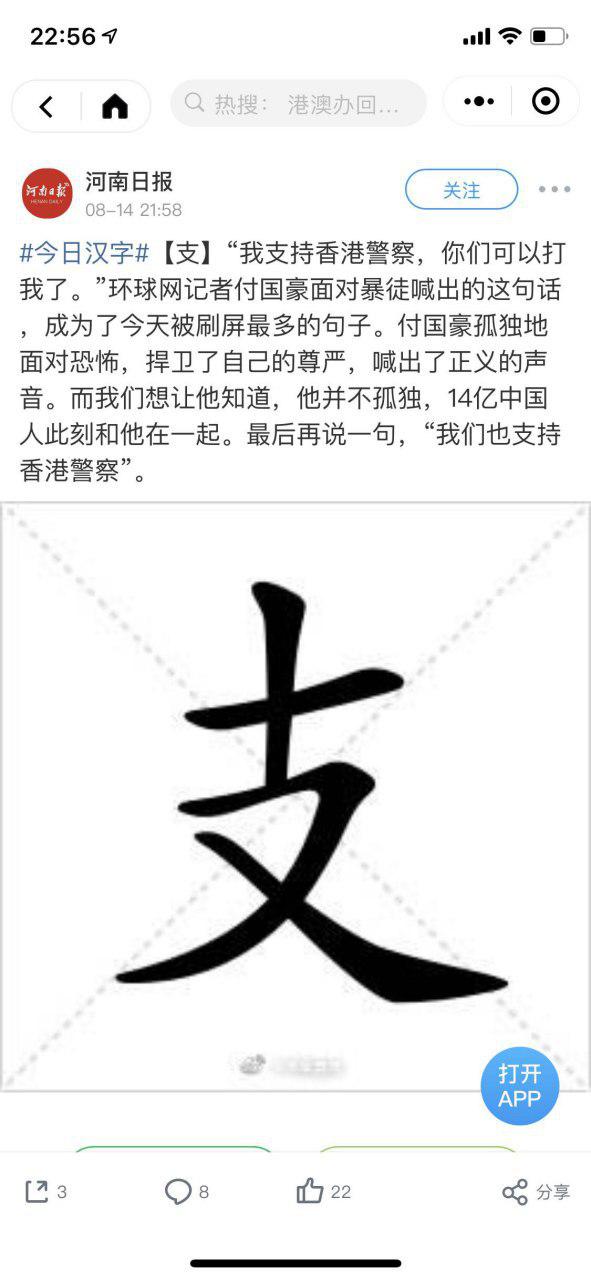 22:56
热搜： 港澳办回...
河南日报
HENAN DAILY
河南日报
08-14 21:58
关注
#今日汉字#【支】“我支持香港警察，你们可以打
我了。”环球网记者付国豪面对暴徒喊出的这句话
，成为了今天被刷屏最多的句子。付国豪孤独地
面对恐怖，捍卫了自己的尊严，喊出了正义的声
音。而我们想让他知道，他并不孤独，14亿中国
人此刻和他在一起。最后再说一句，“我们也支持
香港警察”。
支
打开
APP
3
8
22
分享